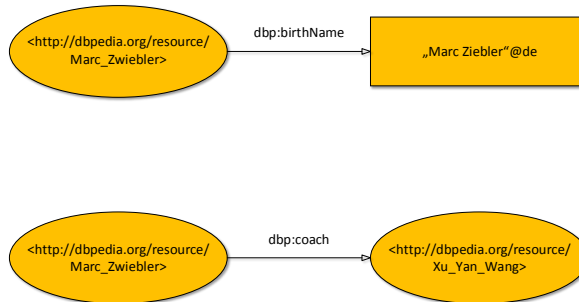 <http://dbpedia.org/resource/
Marc_Zwiebler>
dbp:birthName
„Marc Ziebler“@de
<http://dbpedia.org/resource/
Marc_Zwiebler>
dbp:coach
<http://dbpedia.org/resource/
Xu_Yan_Wang>